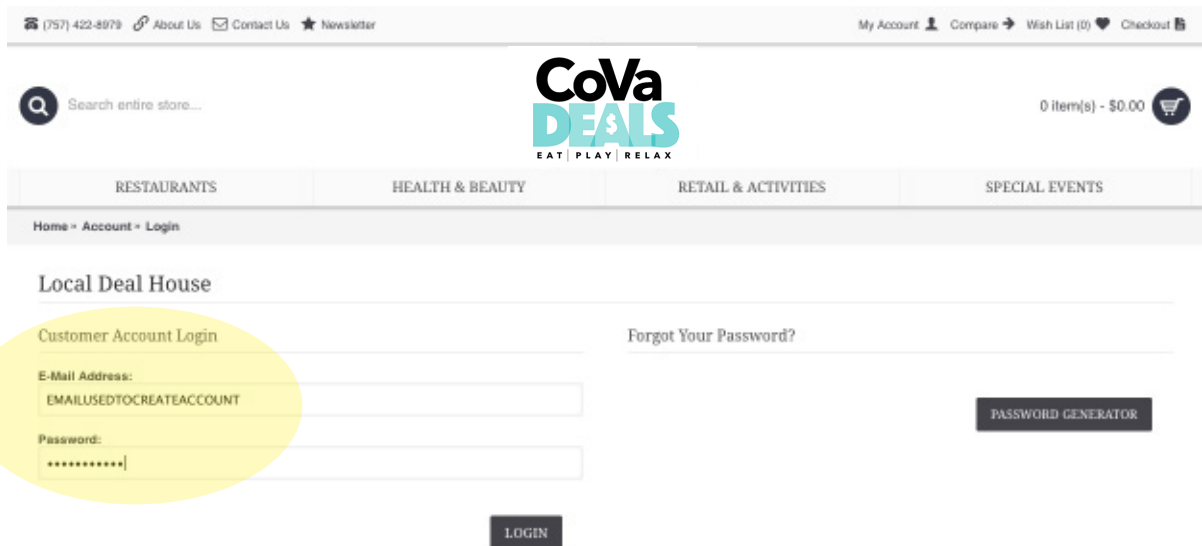 (757) 422-8979 About Us Contact Us Newsletter My Account Compare Wish List (0) Checkout
Search entire store...
CoVa
DEALS
EAT | PLAY | RELAX
0 item(s) - $0.00
RESTAURANTS HEALTH & BEAUTY RETAIL & ACTIVITIES SPECIAL EVENTS
Home » Account » Login
Local Deal House
Customer Account Login
E-Mail Address:
EMAILUSEDTOCREATEACCOUNT
Password:
•••••••••••
LOGIN
Forgot Your Password?
PASSWORD GENERATOR